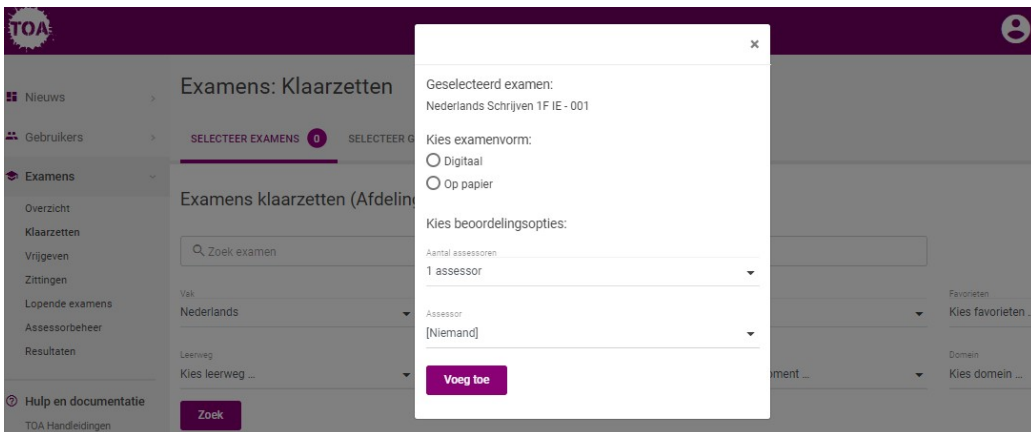 TOA
Nieuws
Gebruikers
Examens
Overzicht
Klaarzetten
Vrijgeven
Zittingen
Lopende examens
Assessorbeheer
Resultaten
Hulp en documentatie
TOA Handleidingen
Examens: Klaarzetten
SELECTEER EXAMENS 0 SELECTEER G
Examens klaarzetten (Afdeling
Zoek examen
Vak
Nederlands
Leerweg
Kies leerweg ...
Zoek
×
Geselecteerd examen:
Nederlands Schrijven 1F IE - 001
Kies examenvorm:
Digitaal
Op papier
Kies beoordelingsopties:
Aantal assessoren
1 assessor
Assessor
[Niemand]
Voeg toe
oment ...
Favorieten
Kies favorieten .
Domein
Kies domein ...